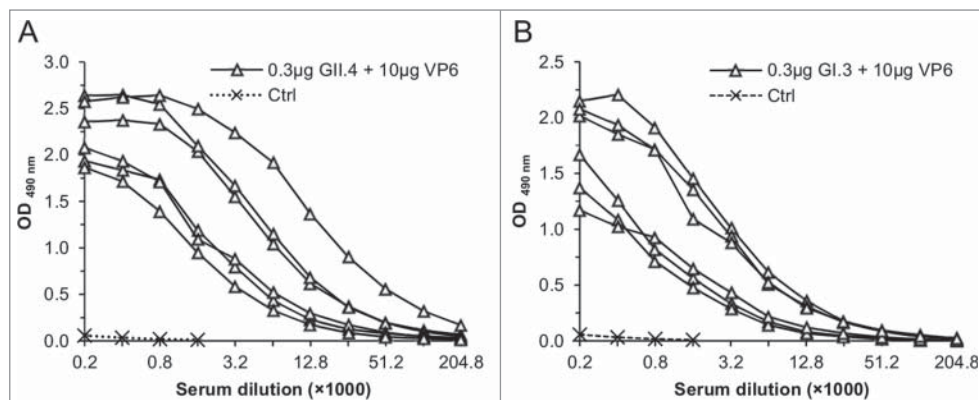 A
0.3µg GII.4 + 10µg VP6
Ctrl
3.0
2.5
2.0
1.5
1.0
0.5
0.0
OD 490 nm
0.2 0.8 3.2 12.8 51.2 204.8
Serum dilution (×1000)
B
0.3µg GI.3 + 10µg VP6
Ctrl
2.5
2.0
1.5
1.0
0.5
0.0
OD 490 nm
0.2 0.8 3.2 12.8 51.2 204.8
Serum dilution (×1000)